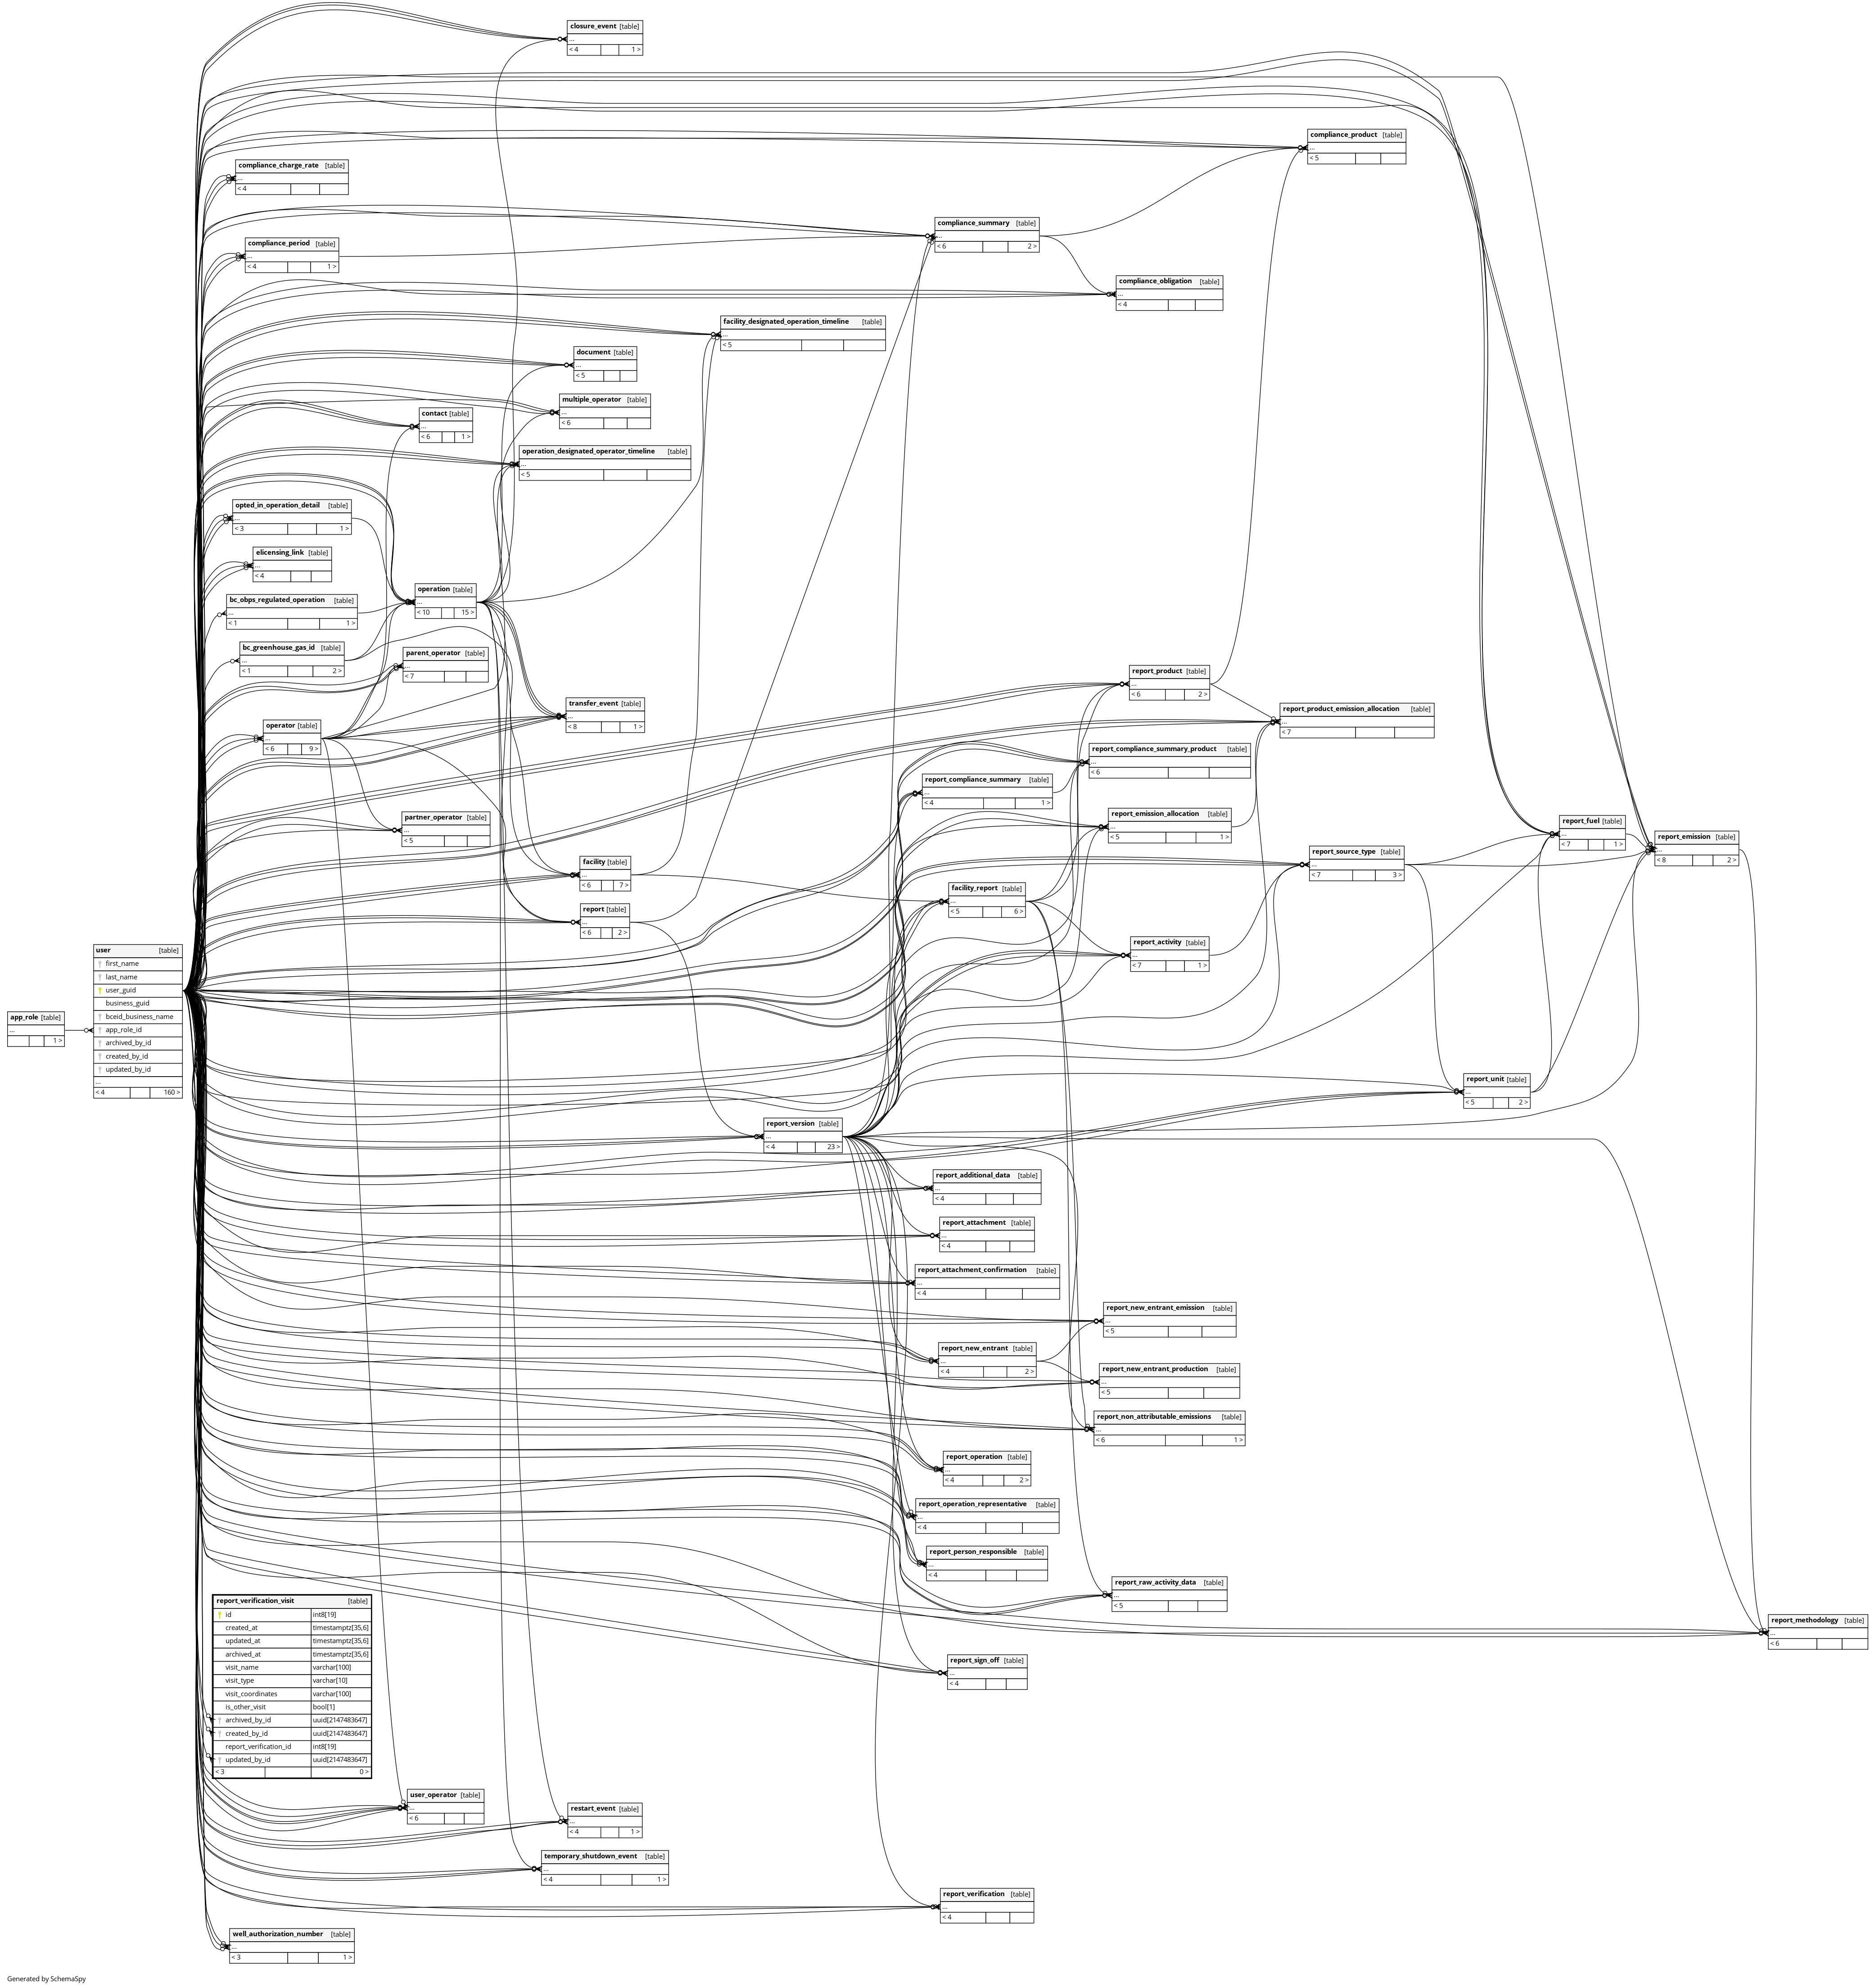 closure_event [table]
...
< 4 1 >
compliance_product [table]
...
< 5
compliance_charge_rate [table]
...
< 4
compliance_summary [table]
...
< 6 2 >
compliance_period [table]
...
< 4 1 >
compliance_obligation [table]
...
< 4
facility_designated_operation_timeline [table]
...
< 5
document [table]
...
< 5
multiple_operator [table]
...
< 6
contact [table]
...
< 6 1 >
operation_designated_operator_timeline [table]
...
< 5
opted_in_operation_detail [table]
...
< 3 1 >
elicensing_link [table]
...
< 4
operation [table]
...
< 10 15 >
bc_obps_regulated_operation [table]
...
< 1 1 >
bc_greenhouse_gas_id [table]
...
< 1 2 >
parent_operator [table]
...
< 7
report_product [table]
...
< 6 2 >
transfer_event [table]
...
< 8 1 >
report_product_emission_allocation [table]
...
< 7
operator [table]
...
< 6 9 >
report_compliance_summary_product [table]
...
< 6
report_compliance_summary [table]
...
< 4 1 >
report_emission_allocation [table]
...
< 5 1 >
partner_operator [table]
...
< 5
report_fuel [table]
...
< 7 1 >
report_emission [table]
...
< 8 2 >
report_source_type [table]
...
< 7 3 >
facility [table]
...
< 6 7 >
facility_report [table]
...
< 5 6 >
report [table]
...
< 6 2 >
report_activity [table]
...
< 7 1 >
user [table]
first_name
last_name
user_guid
business_guid
bceid_business_name
app_role_id
archived_by_id
created_by_id
updated_by_id
...
< 4 160 >
app_role [table]
...
1 >
report_unit [table]
...
< 5 2 >
report_version [table]
...
< 4 23 >
report_additional_data [table]
...
< 4
report_attachment [table]
...
< 4
report_attachment_confirmation [table]
...
< 4
report_new_entrant_emission [table]
...
< 5
report_new_entrant [table]
...
< 4 2 >
report_new_entrant_production [table]
...
< 5
report_non_attributable_emissions [table]
...
< 6 1 >
report_operation [table]
...
< 4 2 >
report_operation_representative [table]
...
< 4
report_person_responsible [table]
...
< 4
report_raw_activity_data [table]
...
< 5
report_methodology [table]
...
< 6
report_sign_off [table]
...
< 4
report_verification_visit [table]
id int8[19]
created_at timestamptz[35,6]
updated_at timestamptz[35,6]
archived_at timestamptz[35,6]
visit_name varchar[100]
visit_type varchar[10]
visit_coordinates varchar[100]
is_other_visit bool[1]
archived_by_id uuid[2147483647]
created_by_id uuid[2147483647]
report_verification_id int8[19]
updated_by_id uuid[2147483647]
< 3 0 >
user_operator [table]
...
< 6
restart_event [table]
...
< 4 1 >
temporary_shutdown_event [table]
...
< 4 1 >
report_verification [table]
...
< 4
well_authorization_number [table]
...
< 3 1 >
Generated by SchemaSpy